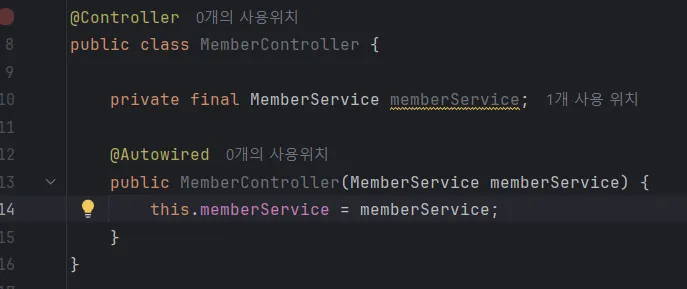 @Controller 0개의 사용위치
8 public class MemberController {
9
10 private final MemberService memberService; 1개 사용 위치
11
12 @Autowired 0개의 사용위치
13 public MemberController(MemberService memberService) {
14 this.memberService = memberService;
15 }
16 }